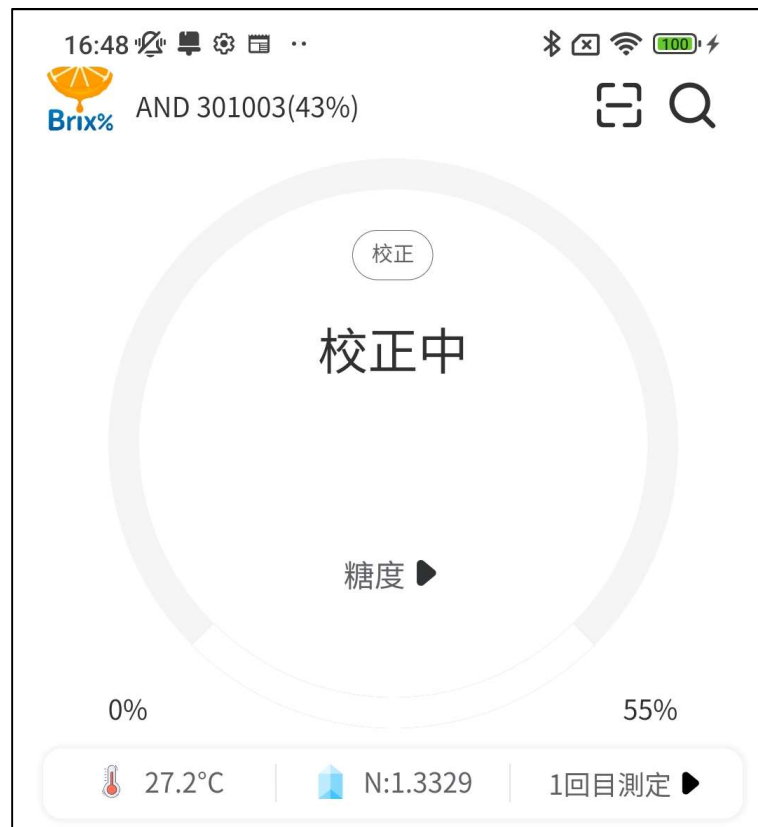 16:48
100
Brix%
AND 301003(43%)
校正
校正中
糖度
0%
55%
27.2°C
N:1.3329
1回目測定